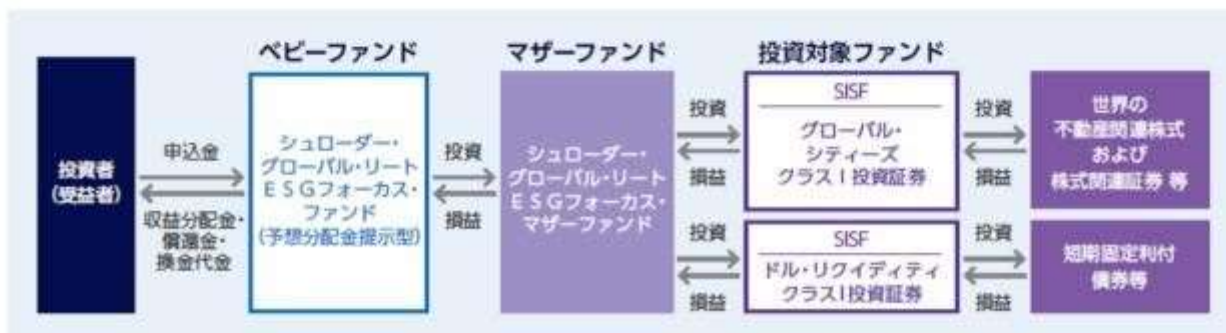 ベビーファンド
マザーファンド
投資対象ファンド
投資者
(受益者)
申込金
収益分配金・
償還金・
換金代金
シュローダー・
グローバル・リート
ESGフォーカス・
ファンド
(予想分配金提示型)
投資
損益
シュローダー・
グローバル・リート
ESGフォーカス・
マザーファンド
投資
損益
SISF
グローバル・
シティーズ
クラスI投資証券
投資
損益
世界の
不動産関連株式
および
株式関連証券 等
投資
損益
SISF
ドル・リクイディティ
クラスI投資証券
投資
損益
短期固定利付
債券等